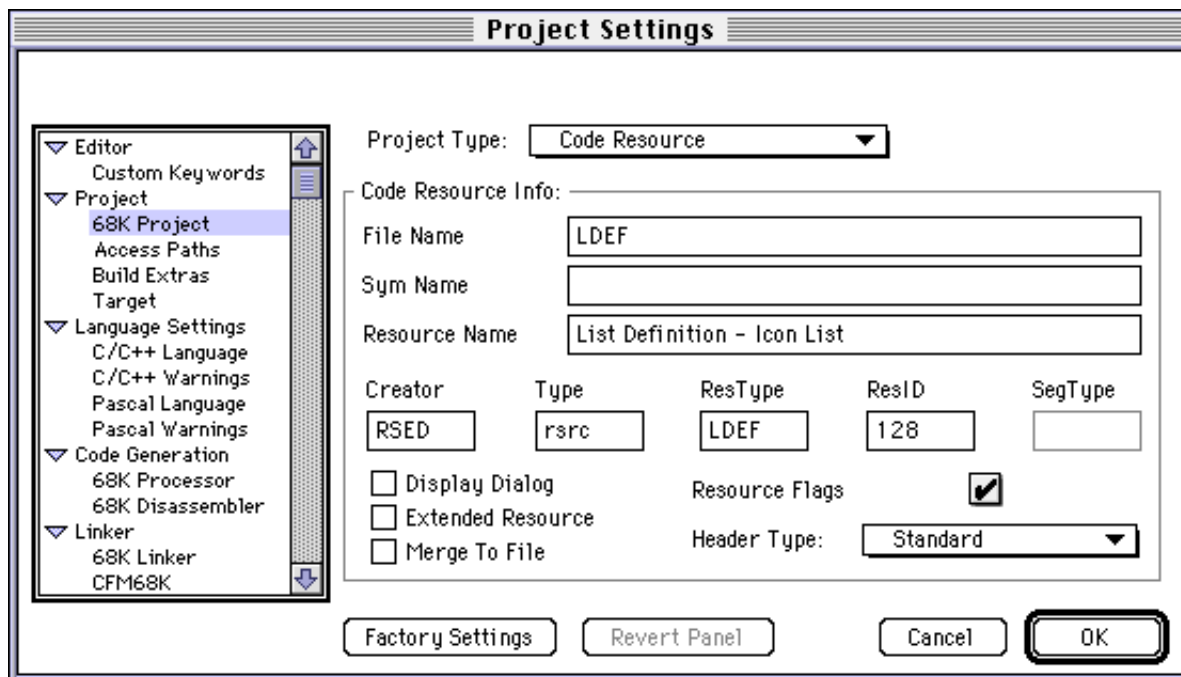 Project Settings
Editor
Custom Keywords
Project
68K Project
Access Paths
Build Extras
Target
Language Settings
C/C++ Language
C/C++ Warnings
Pascal Language
Pascal Warnings
Code Generation
68K Processor
68K Disassembler
Linker
68K Linker
CFM68K
Project Type: Code Resource
Code Resource Info:
File Name LDEF
Sym Name
Resource Name List Definition - Icon List
Creator Type ResType ResID SegType
RSED rsrc LDEF 128
Display Dialog Resource Flags
Extended Resource
Merge To File Header Type: Standard
Factory Settings Revert Panel Cancel OK